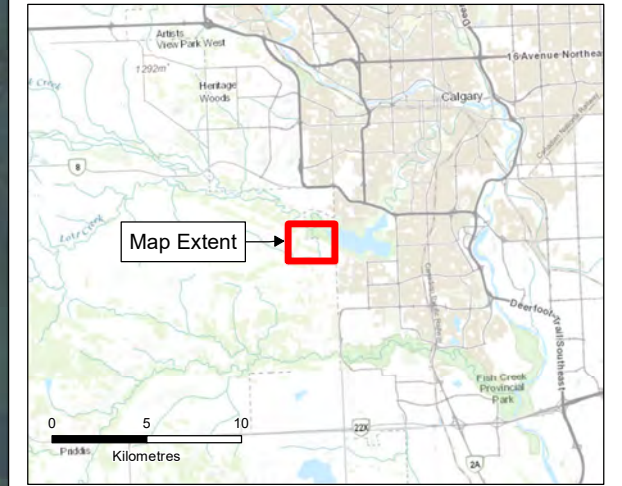 Artists
View Park West
16 Avenue Northea
1292m
Heritage
Woods
Calgary
8
Map Extent
Deerfoot Trail Southeast
Fish Creek
Provincial
Park
0 5 10
22X
Kilometres
2A